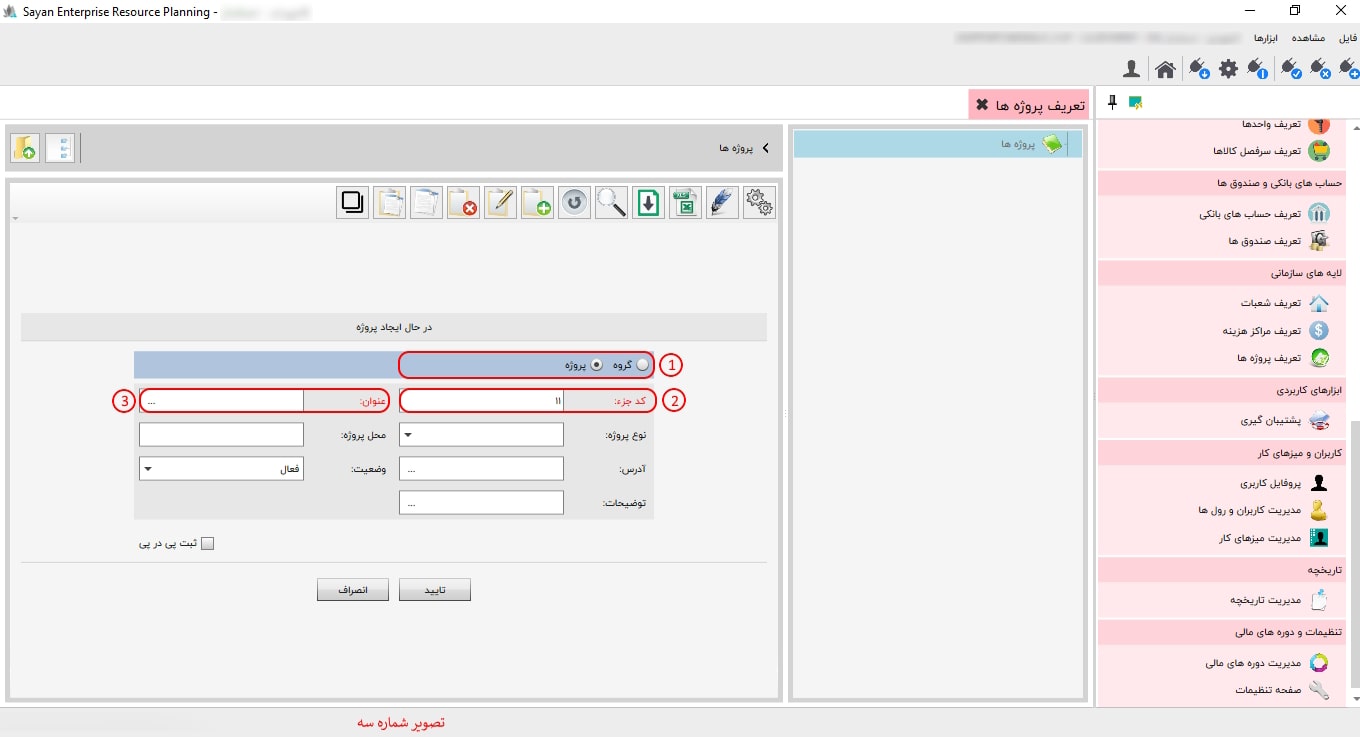 Sayan Enterprise Resource Planning -
فایل مشاهده ابزارها
تعریف پروژه ها
تعریف واحدها
تعریف سرفصل کالاها
حساب های بانکی و صندوق ها
تعریف حساب های بانکی
تعریف صندوق ها
لایه های سازمانی
تعریف شعبات
تعریف مراکز هزینه
تعریف پروژه ها
ابزارهای کاربردی
پشتیبان گیری
کاربران و میزهای کار
پروفایل کاربری
مدیریت کاربران و رول ها
مدیریت میزهای کار
تاریخچه
مدیریت تاریخچه
تنظیمات و دوره های مالی
مدیریت دوره های مالی
صفحه تنظیمات
پروژه ها
پروژه ها
در حال ایجاد پروژه
1 گروه پروژه
2 کد جزء: ۱۱ عنوان: ... 3
نوع پروژه: محل پروژه:
آدرس: ... وضعیت: فعال
توضیحات: ...
ثبت پی در پی
تایید انصراف
تصویر شماره سه